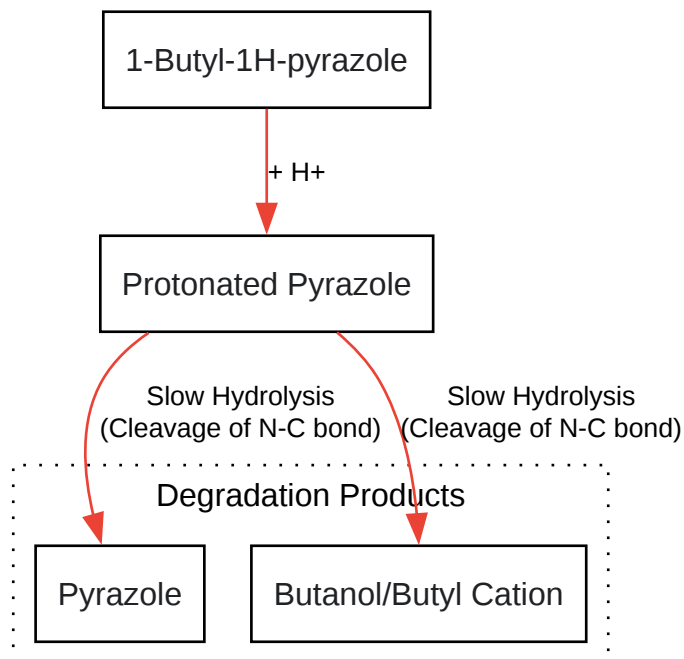 1-Butyl-1H-pyrazole
+ H+
Protonated Pyrazole
Slow Hydrolysis
(Cleavage of N-C bond)
Slow Hydrolysis
(Cleavage of N-C bond)
Degradation Products
Pyrazole
Butanol/Butyl Cation